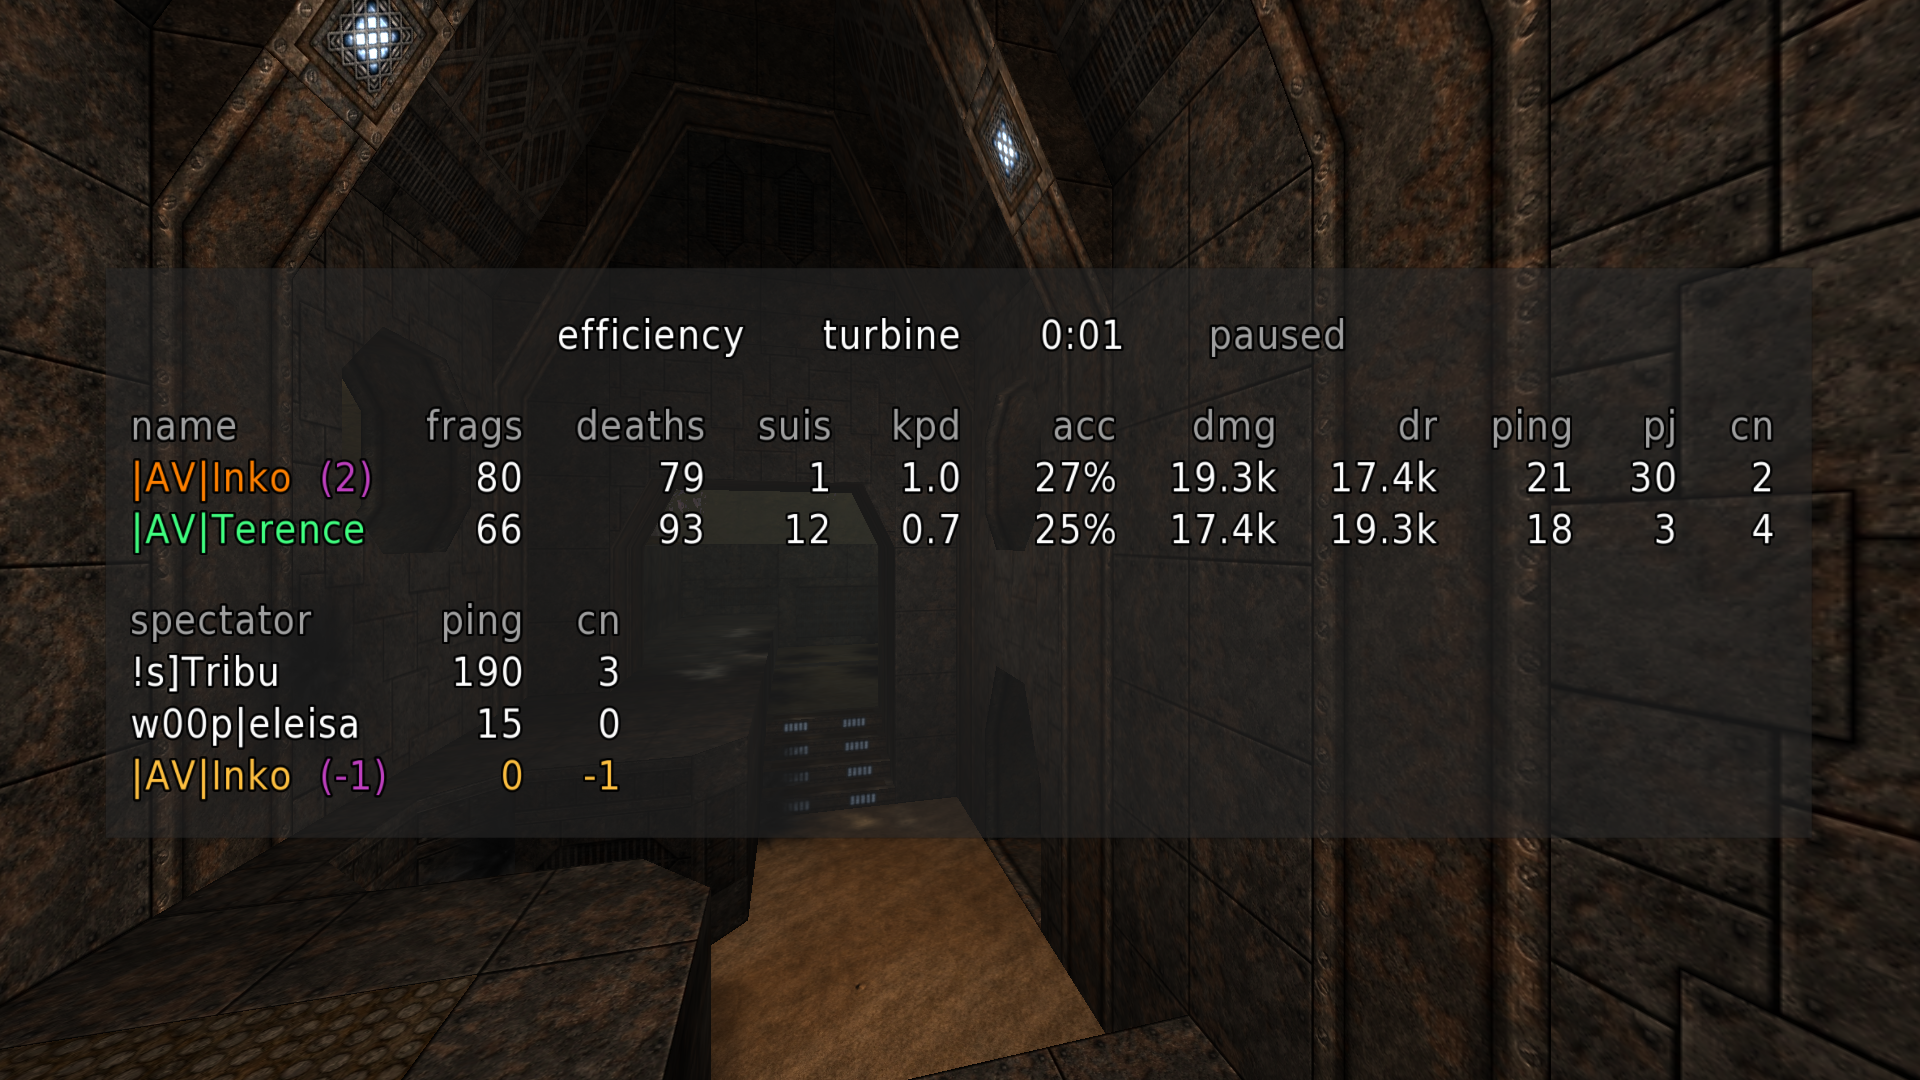 efficiency turbine 0:01 paused
name frags deaths suis kpd acc dmg dr ping pj cn
|AV|Inko (2) 80 79 1 1.0 27% 19.3k 17.4k 21 30 2
|AV|Terence 66 93 12 0.7 25% 17.4k 19.3k 18 3 4
spectator ping cn
!s]Tribu 190 3
w00p|eleisa 15 0
|AV|Inko (-1) 0 -1